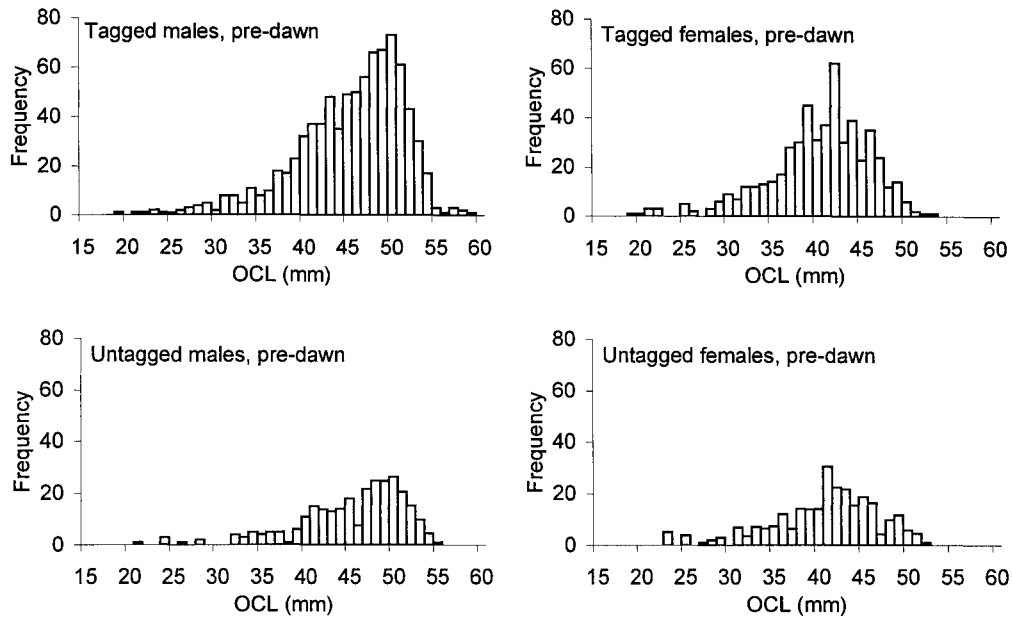 Tagged males, pre-dawn
Frequency
80
60
40
20
0
15 20 25 30 35 40 45 50 55 60
OCL (mm)
Tagged females, pre-dawn
Frequency
80
60
40
20
0
15 20 25 30 35 40 45 50 55 60
OCL (mm)
Untagged males, pre-dawn
Frequency
80
60
40
20
0
15 20 25 30 35 40 45 50 55 60
OCL (mm)
Untagged females, pre-dawn
Frequency
80
60
40
20
0
15 20 25 30 35 40 45 50 55 60
OCL (mm)